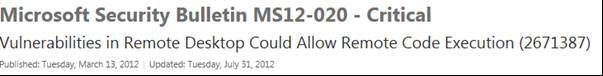 Microsoft Security Bulletin MS12-020 - Critical
Vulnerabilities in Remote Desktop Could Allow Remote Code Execution (2671387)
Published: Tuesday, March 13, 2012 | Updated: Tuesday, July 31, 2012